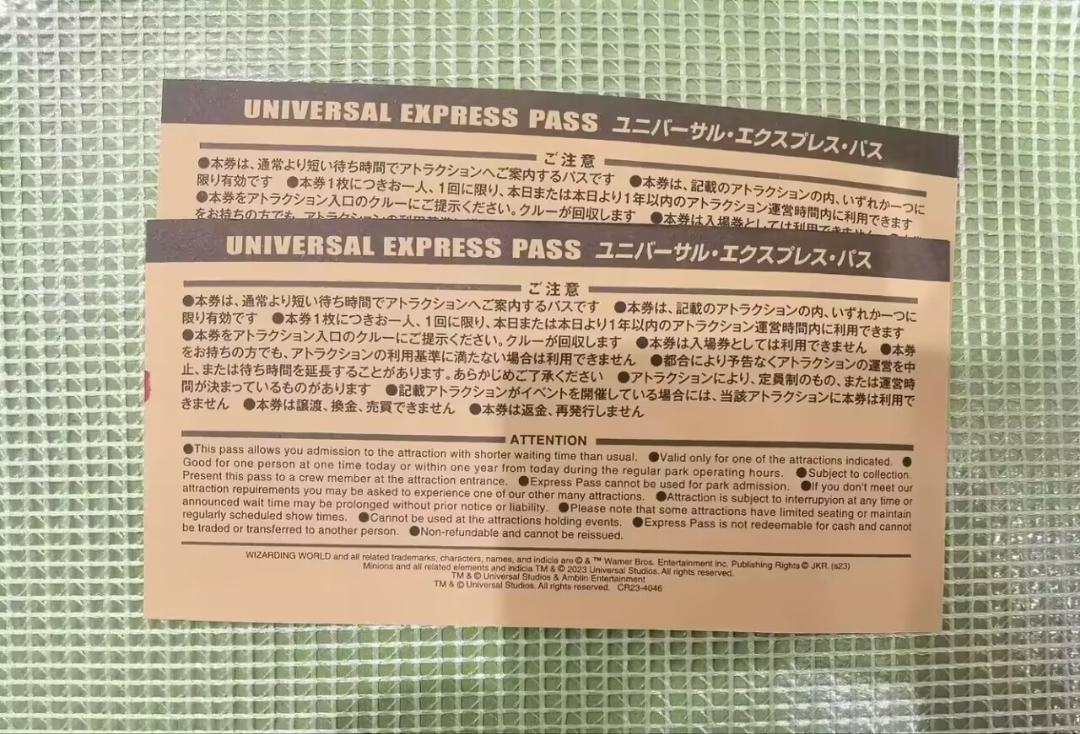 UNIVERSAL EXPRESS PASS ユニバーサル・エクスプレス・パス
ご注意
●本券は、通常より短い待ち時間でアトラクションへご案内するパスです ●本券は、記載のアトラクションの内、いずれか一つに
限り有効です ●本券1枚につきお一人、1回に限り、本日または本日より1年以内のアトラクション運営時間内に利用できます
●本券をアトラクション入口のクルーにご提示ください。クルーが回収します ●本券は入場券としては利用できません
をお持ちの方でも、アトラクションの利用基準に
UNIVERSAL EXPRESS PASS ユニバーサル・エクスプレス・パス
ご注意
●本券は、通常より短い待ち時間でアトラクションへご案内するパスです ●本券は、記載のアトラクションの内、いずれか一つに
限り有効です ●本券1枚につきお一人、1回に限り、本日または本日より1年以内のアトラクション運営時間内に利用できます
●本券をアトラクション入口のクルーにご提示ください。クルーが回収します ●本券は入場券としては利用できません ●本券
をお持ちの方でも、アトラクションの利用基準に満たない場合は利用できません ●都合により予告なくアトラクションの運営を中
止、または待ち時間を延長することがあります。あらかじめご了承ください ●アトラクションにより、定員制のもの、または運営時
間が決まっているものがあります ●記載アトラクションがイベントを開催している場合には、当該アトラクションに本券は利用で
きません ●本券は譲渡、換金、売買できません ●本券は返金、再発行しません
ATTENTION
●This pass allows you admission to the attraction with shorter waiting time than usual. ●Valid only for one of the attractions indicated. ●
Good for one person at one time today or within one year from today during the regular park operating hours. ●Subject to collection.
Present this pass to a crew member at the attraction entrance. ●Express Pass cannot be used for park admission. ●If you don't meet our
attraction repuirements you may be asked to experience one of our other many attractions. ●Attraction is subject to interrupyion at any time or
announced wait time may be prolonged without prior notice or liability. ●Please note that some attractions have limited seating or maintain
regularly scheduled show times. ●Cannot be used at the attractions holding events. ●Express Pass is not redeemable for cash and cannot
be traded or transferred to another person. ●Non-refundable and cannot be reissued.
WIZARDING WORLD and all related trademarks, characters, names, and indicia are © & ™ Warner Bros. Entertainment Inc. Publishing Rights © JKR. (s23)
Minions and all related elements and indicia TM & © 2023 Universal Studios. All rights reserved.
TM & © Universal Studios & Amblin Entertainment
TM & © Universal Studios. All rights reserved. CR23-4046